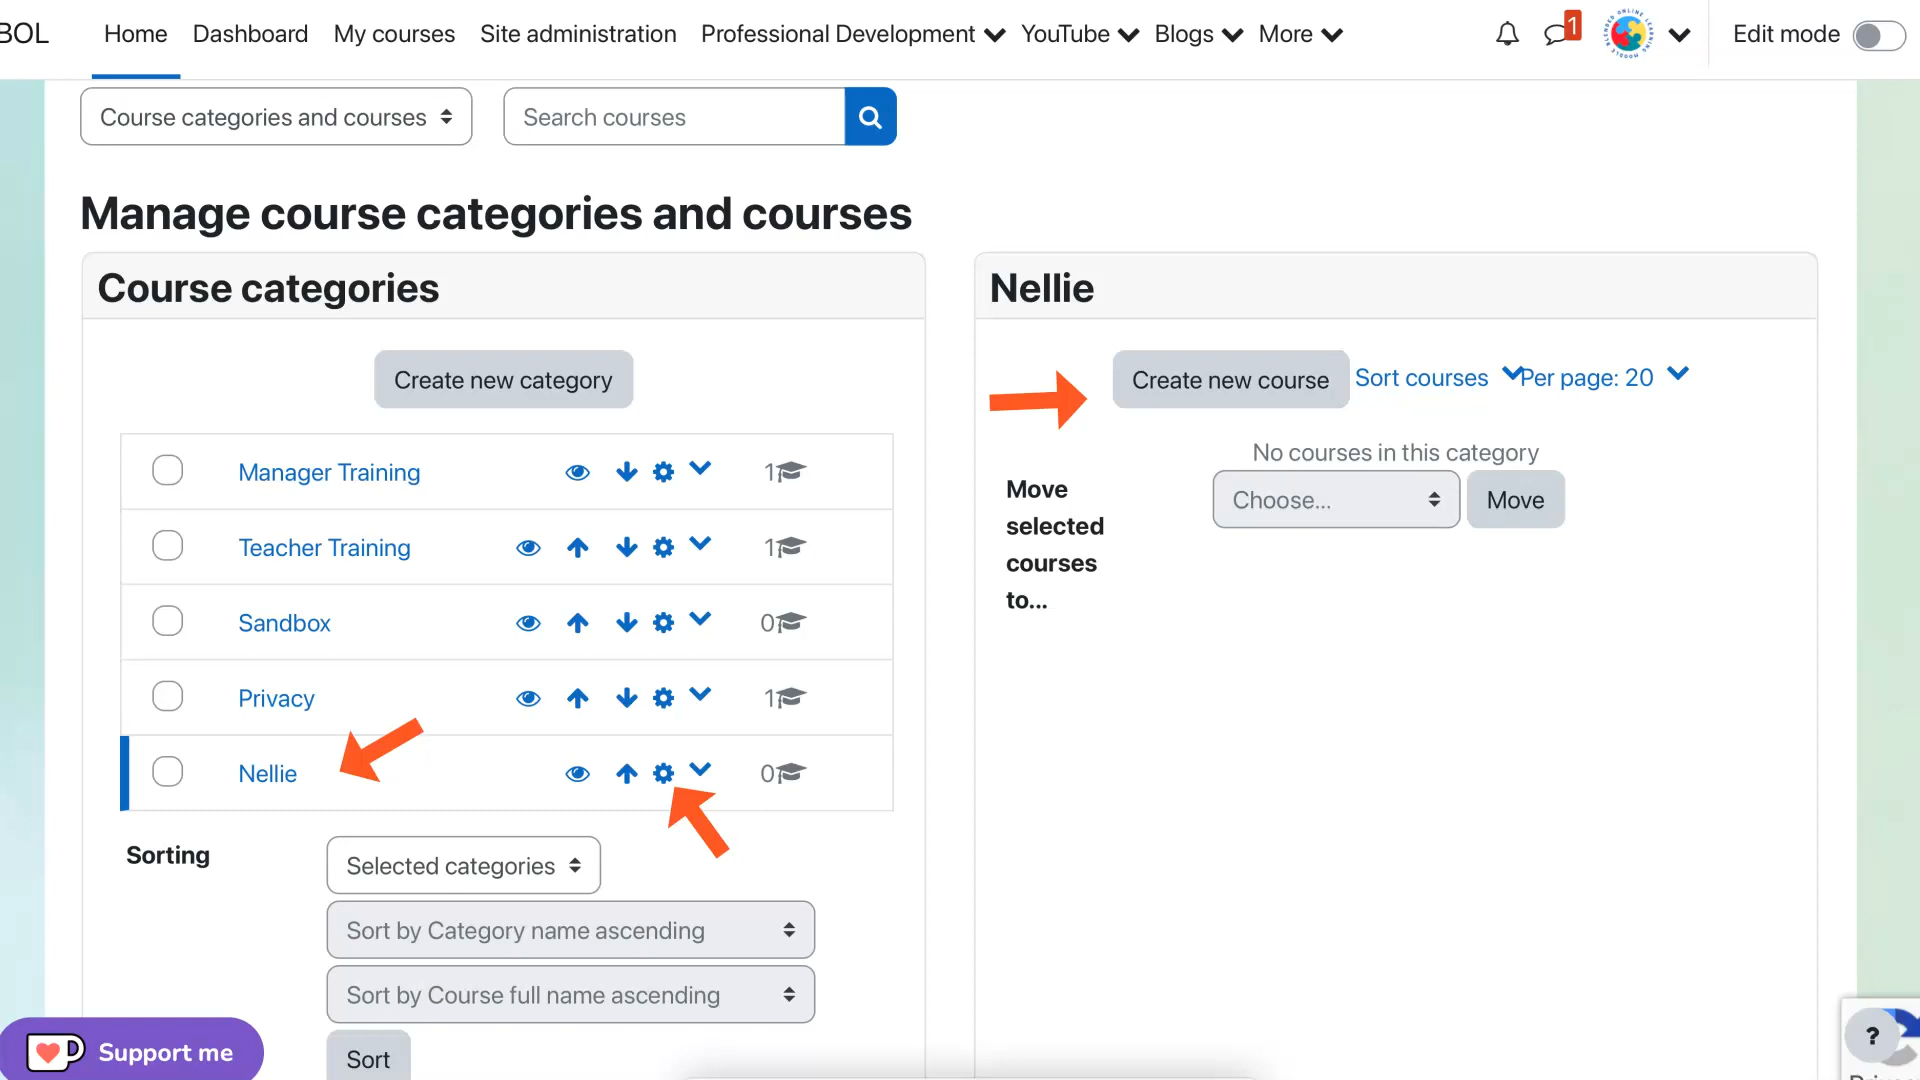 BOL Home Dashboard My courses Site administration Professional Development YouTube Blogs More 1 Edit mode
Course categories and courses Search courses
Manage course categories and courses
Course categories
Create new category
Manager Training 1
Teacher Training 1
Sandbox 0
Privacy 1
Nellie 0
Sorting Selected categories
Sort by Category name ascending
Sort by Course full name ascending
Sort
Nellie
Create new course Sort courses Per page: 20
No courses in this category
Move
selected
courses
to...
Choose... Move
Support me
?